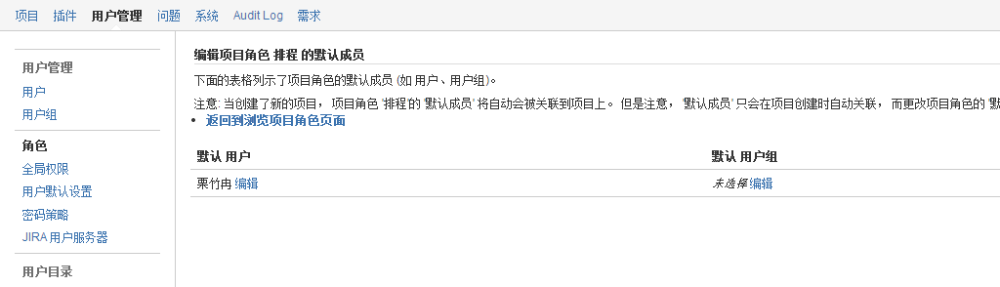 项目 插件 用户管理 问题 系统 Audit Log 需求
用户管理
用户
用户组
角色
全局权限
用户默认设置
密码策略
JIRA 用户服务器
用户目录
编辑项目角色 排程 的默认成员
下面的表格列示了项目角色的默认成员 (如 用户、用户组)。
注意: 当创建了新的项目, 项目角色 '排程'的 '默认成员' 将自动会被关联到项目上。 但是注意, '默认成员' 只会在项目创建时自动关联, 而更改项目角色的 '默
• 返回到浏览项目角色页面
默认 用户 默认 用户组
栗竹冉 编辑 未选择 编辑